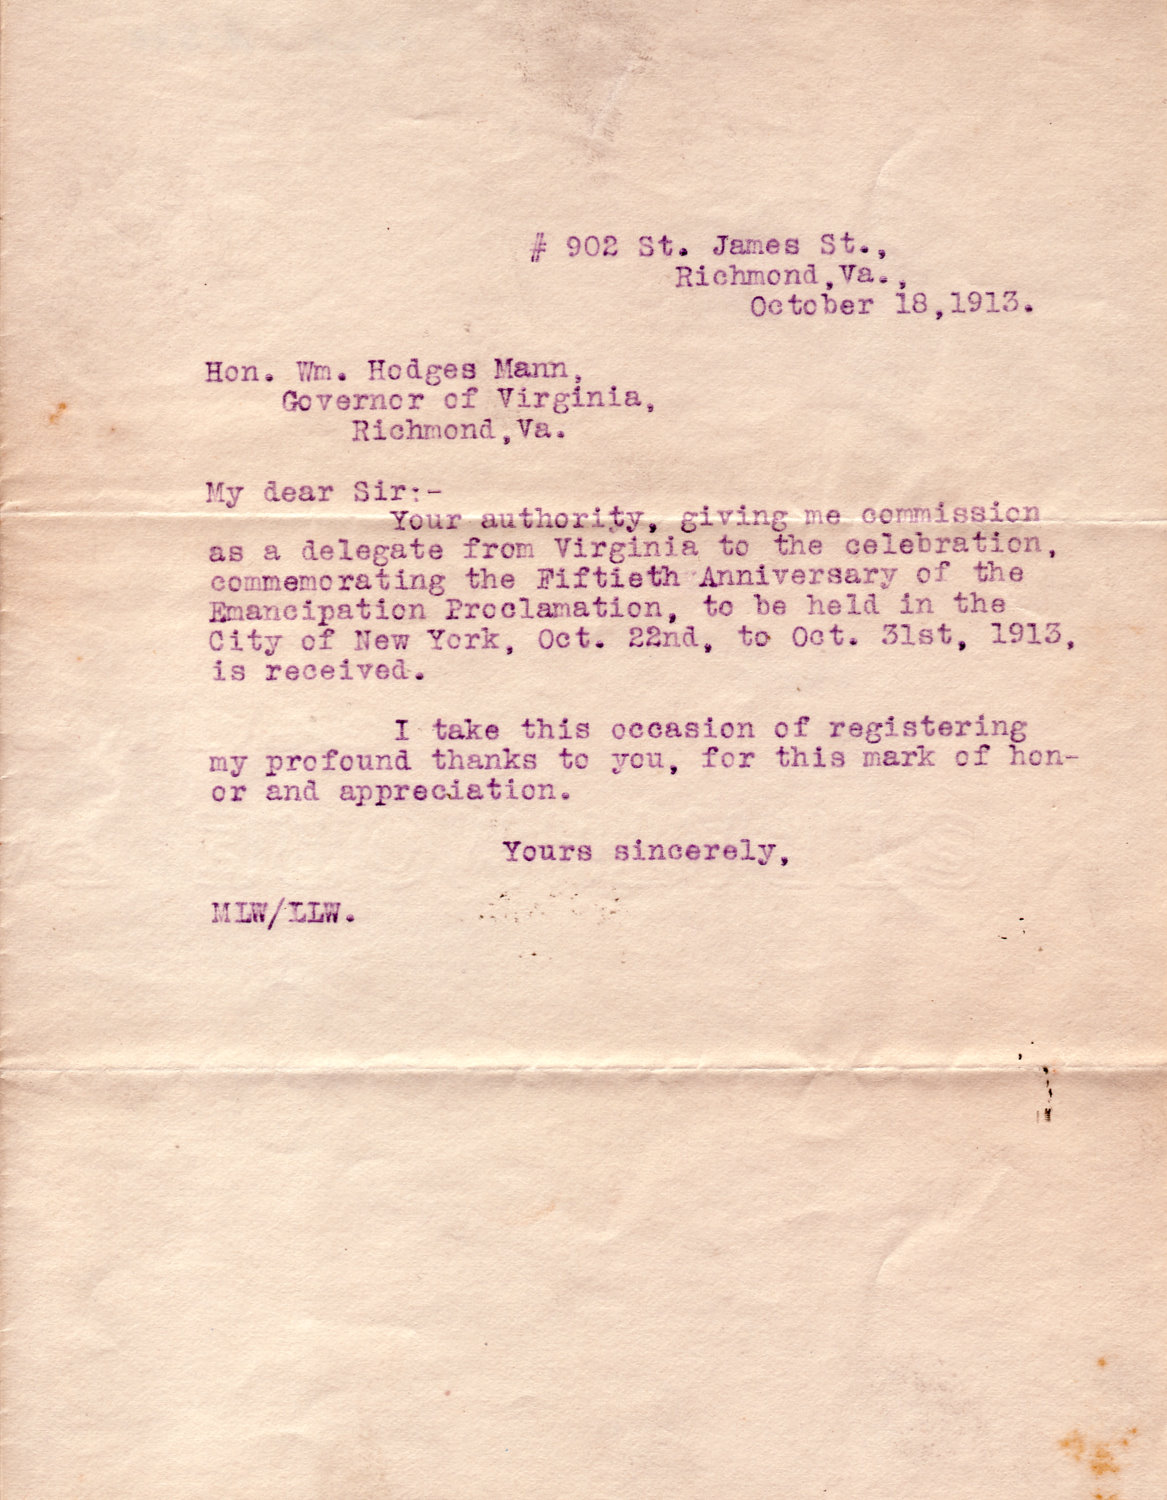 # 902 St. James St.,
Richmond,Va.,
October 18,1913.
Hon. Wm. Hodges Mann,
Governor of Virginia,
Richmond,Va.
My dear Sir:-
Your authority, giving me commission
as a delegate from Virginia to the celebration,
commemorating the Fiftieth Anniversary of the
Emancipation Proclamation, to be held in the
City of New York, Oct. 22nd, to Oct. 31st, 1913,
is received.
I take this occasion of registering
my profound thanks to you, for this mark of hon-
or and appreciation.
Yours sincerely,
MLW/LLW.